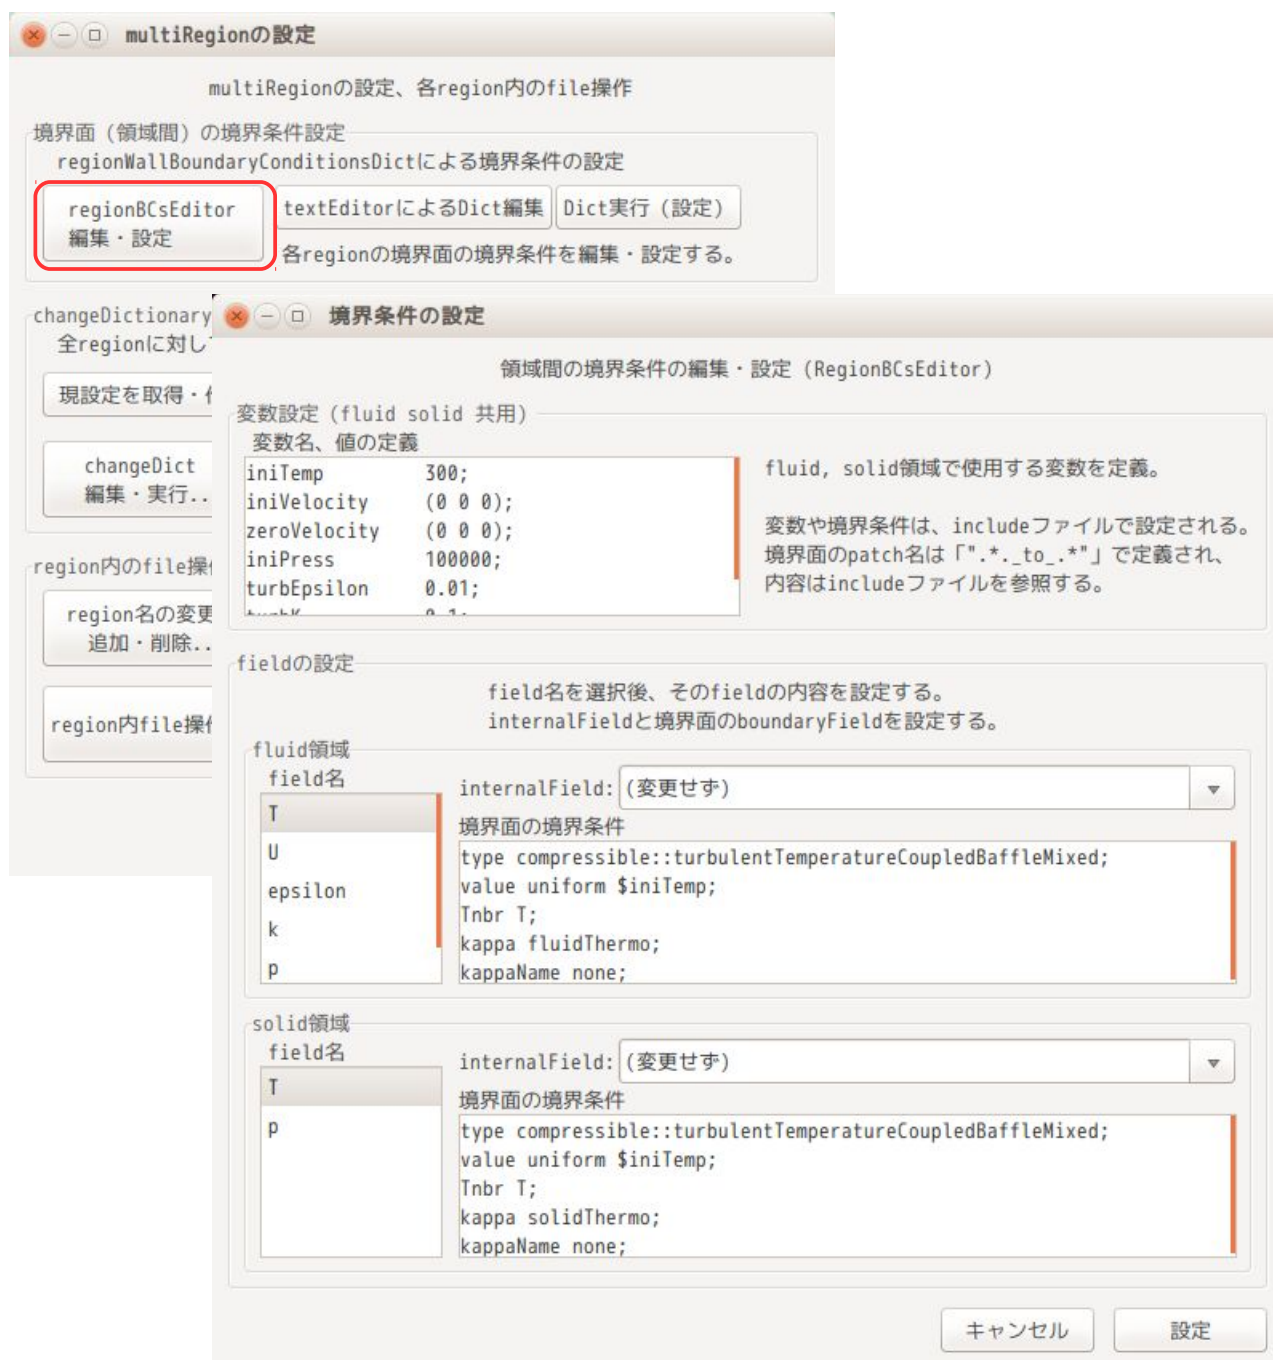 multiRegionの設定
multiRegionの設定、各region内のfile操作
境界面（領域間）の境界条件設定
regionWallBoundaryConditionsDictによる境界条件の設定
regionBCsEditor
編集・設定
textEditorによるDict編集
Dict実行（設定）
各regionの境界面の境界条件を編集・設定する。
changeDictionary
全regionに対し
現設定を取得・
changeDict
編集・実行..
region内のfile操
region名の変更
追加・削除..
region内file操
境界条件の設定
領域間の境界条件の編集・設定（RegionBCsEditor）
変数設定（fluid solid 共用）
変数名、値の定義
iniTemp 300;
iniVelocity (0 0 0);
zeroVelocity (0 0 0);
iniPress 100000;
turbEpsilon 0.01;
turbK 0.1;
fluid, solid領域で使用する変数を定義。
変数や境界条件は、includeファイルで設定される。
境界面のpatch名は「".*._to_.*"」で定義され、
内容はincludeファイルを参照する。
fieldの設定
field名を選択後、そのfieldの内容を設定する。
internalFieldと境界面のboundaryFieldを設定する。
fluid領域
field名
T
U
epsilon
k
p
internalField: (変更せず)
境界面の境界条件
type compressible::turbulentTemperatureCoupledBaffleMixed;
value uniform $iniTemp;
Tnbr T;
kappa fluidThermo;
kappaName none;
solid領域
field名
T
p
internalField: (変更せず)
境界面の境界条件
type compressible::turbulentTemperatureCoupledBaffleMixed;
value uniform $iniTemp;
Tnbr T;
kappa solidThermo;
kappaName none;
キャンセル
設定